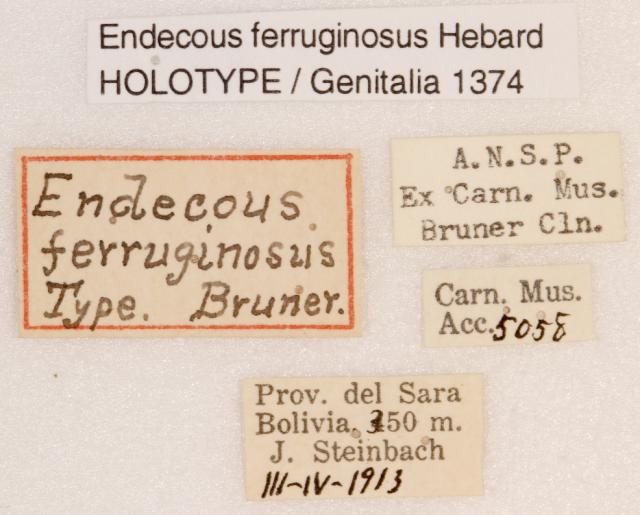 Endecous ferruginosus Hebard
HOLOTYPE / Genitalia 1374
Endecous
ferruginosus
Type. Bruner.
A.N.S.P.
Ex Carn. Mus.
Bruner Cln.
Carn. Mus.
Acc. 5058
Prov. del Sara
Bolivia. 350 m.
J. Steinbach
III-IV-1913